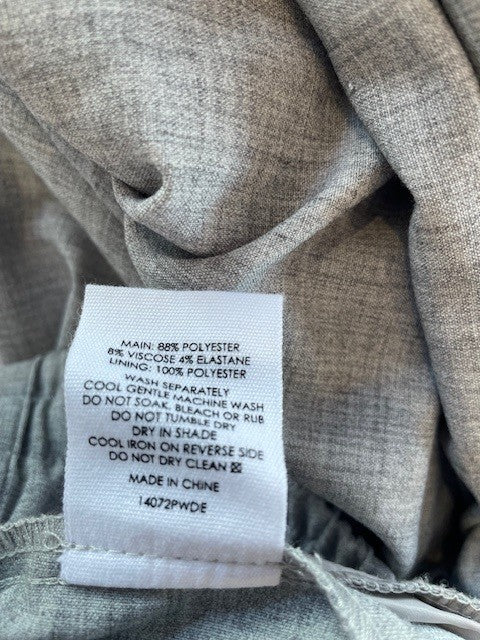 MAIN: 88% POLYESTER
8% VISCOSE 4% ELASTANE
LINING: 100% POLYESTER
WASH SEPARATELY
COOL GENTLE MACHINE WASH
DO NOT SOAK, BLEACH OR RUB
DO NOT TUMBLE DRY
DRY IN SHADE
COOL IRON ON REVERSE SIDE
DO NOT DRY CLEAN
MADE IN CHINA
14072PWDE